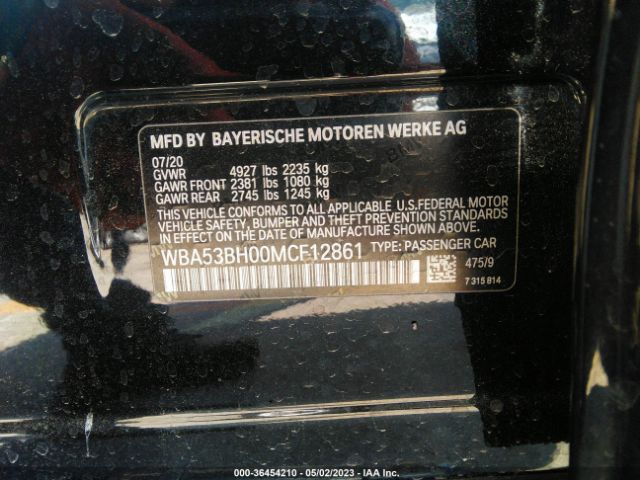 MFD BY BAYERISCHE MOTOREN WERKE AG
07/20
GVWR 4927 lbs 2235 kg
GAWR FRONT 2381 lbs 1080 kg
GAWR REAR 2745 lbs 1245 kg
THIS VEHICLE CONFORMS TO ALL APPLICABLE U.S.FEDERAL MOTOR
VEHICLE SAFETY, BUMPER AND THEFT PREVENTION STANDARDS
IN EFFECT ON THE DATE OF MANUFACTURE SHOWN ABOVE.
WBA53BH00MCF12861 TYPE: PASSENGER CAR
475/9
7 315 814
000-36454210 - 05/02/2023 - IAA Inc.